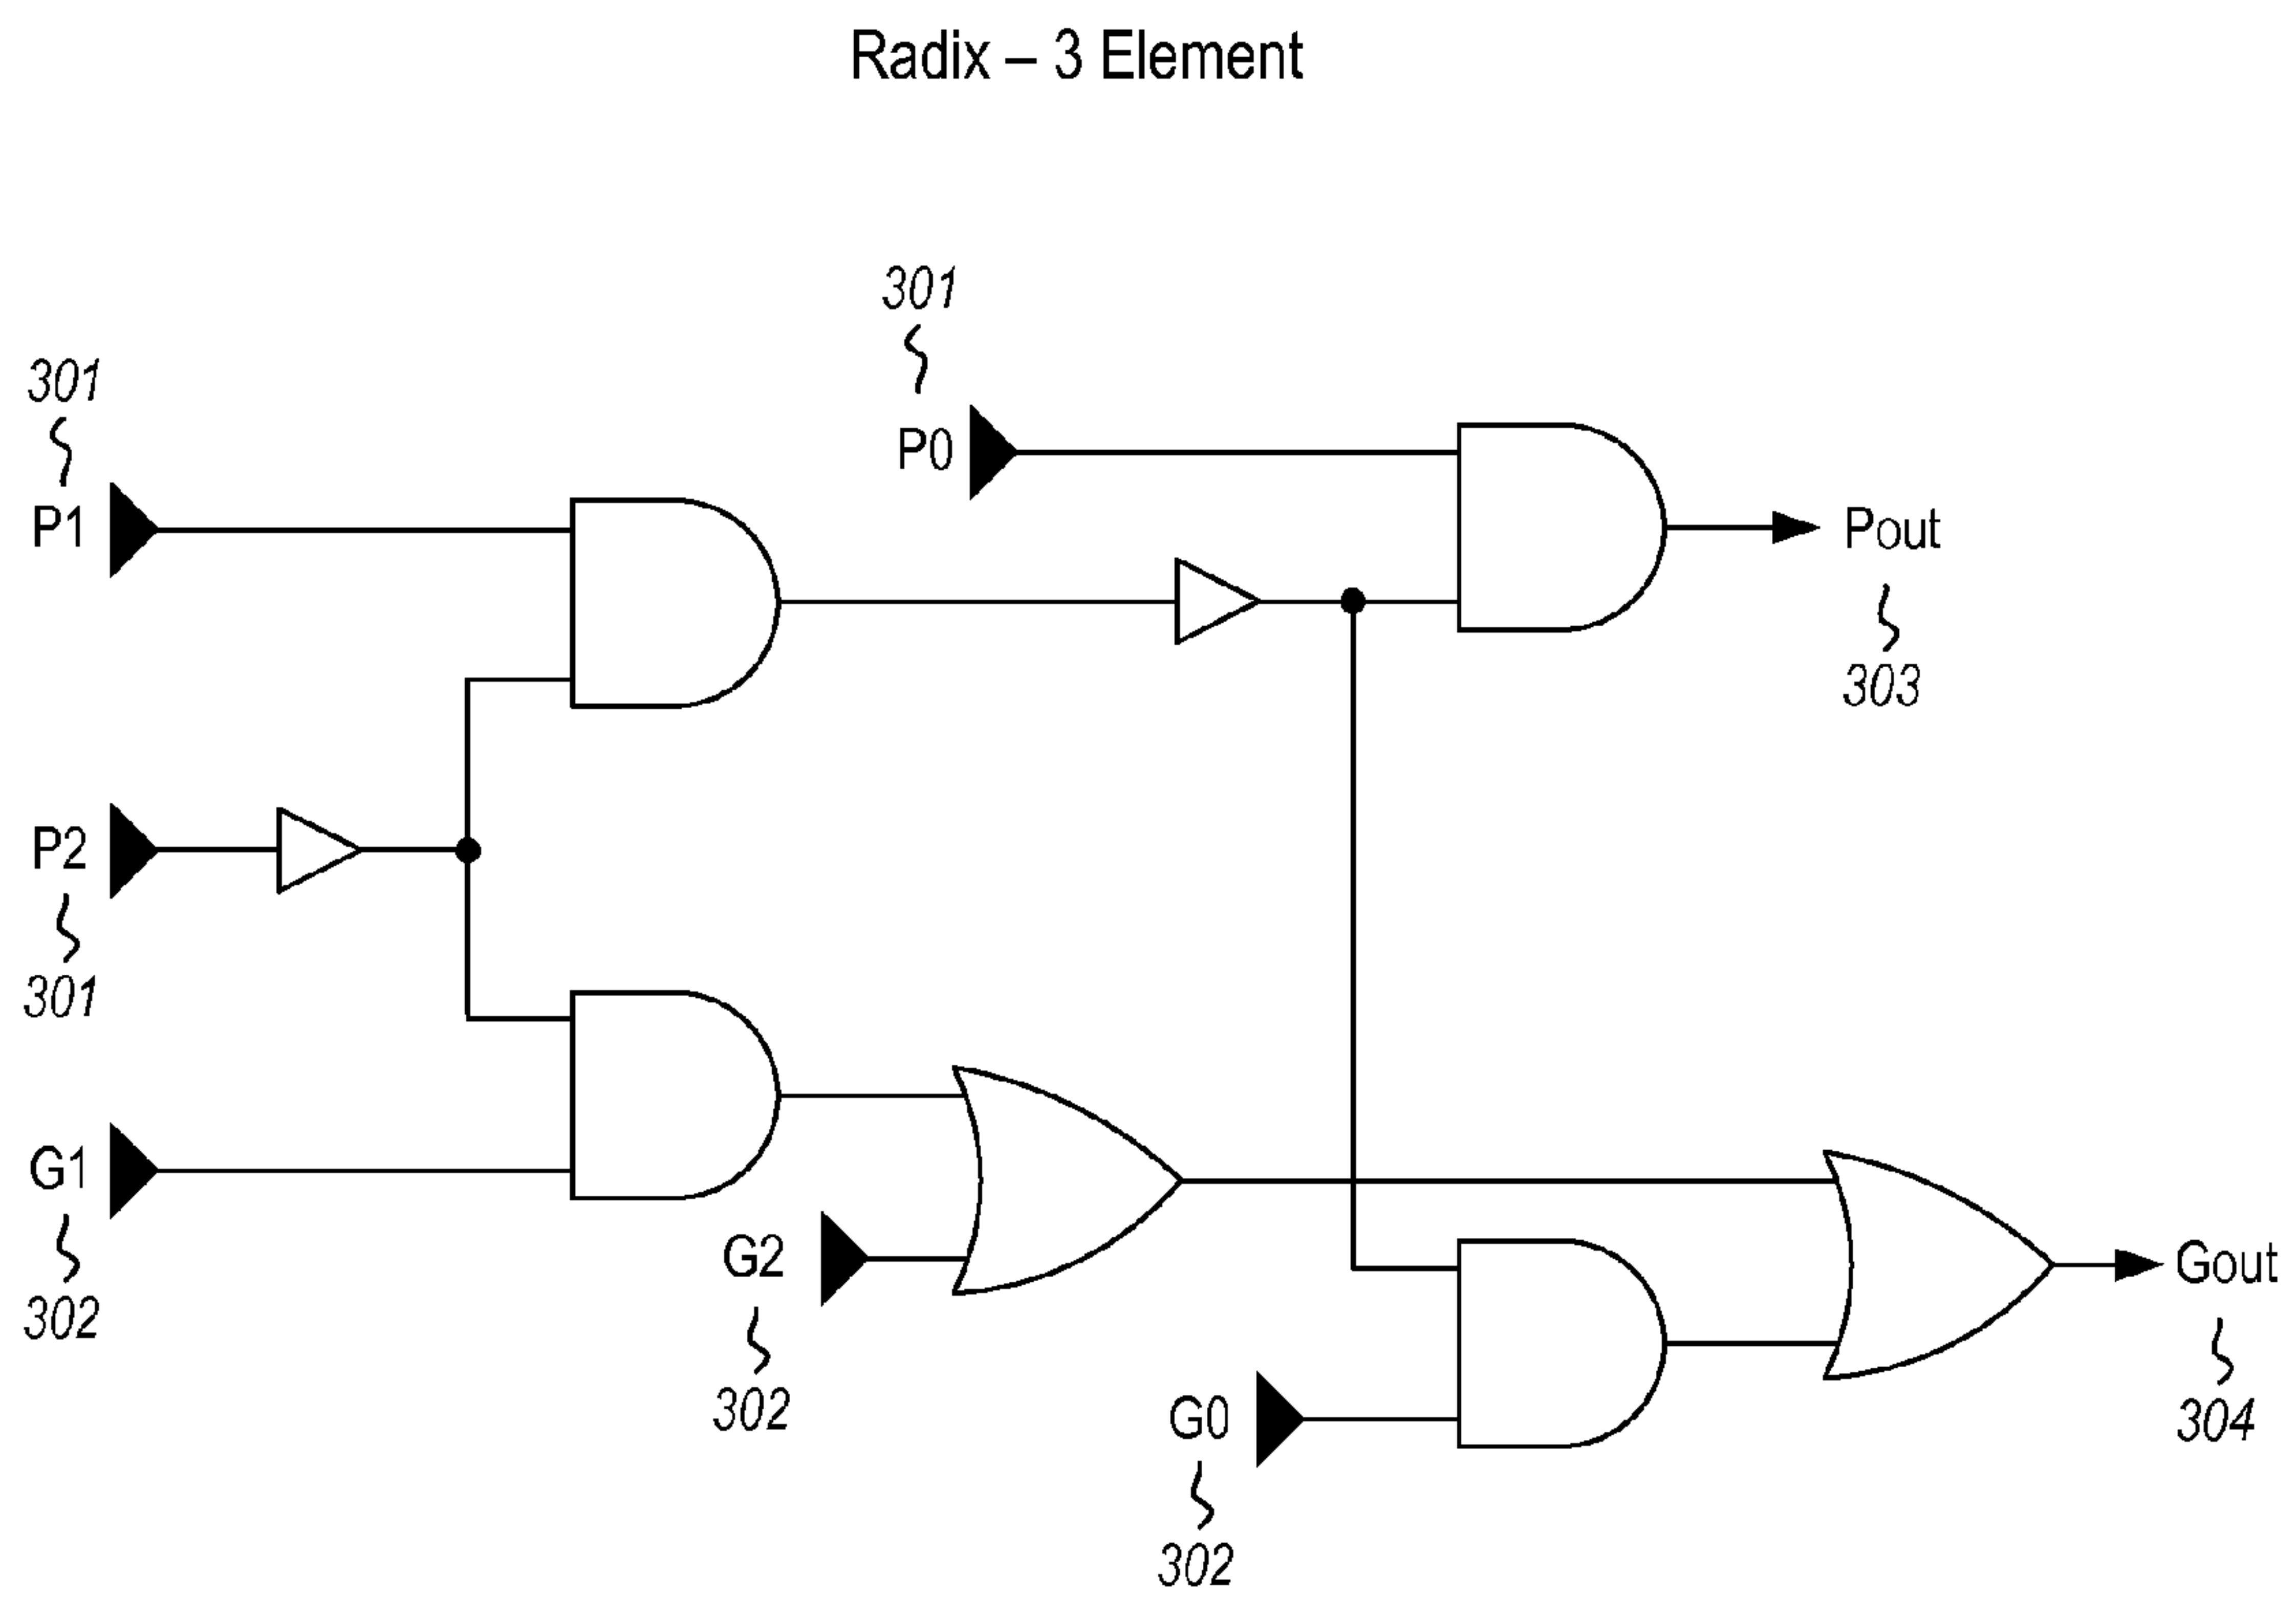 Radix – 3 Element
301
P0
301
P1
Pout
303
P2
301
G1
302
G2
302
Gout
304
G0
302